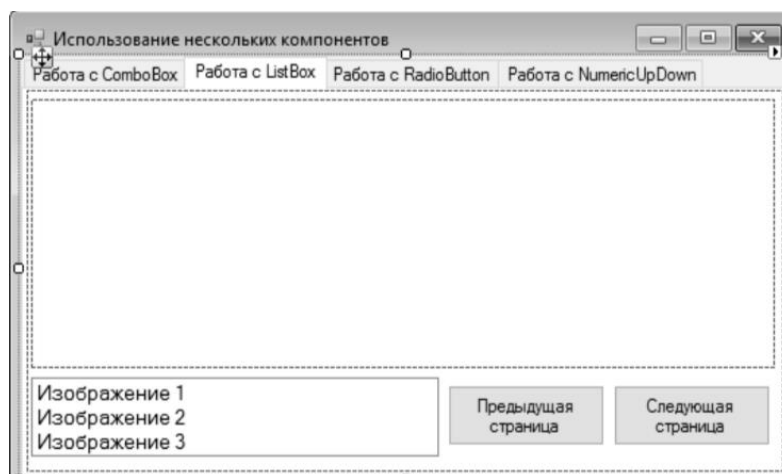 Использование нескольких компонентов
Работа с ComboBox Работа с ListBox Работа с RadioButton Работа с NumericUpDown
Изображение 1
Изображение 2
Изображение 3
Предыдущая
страница
Следующая
страница